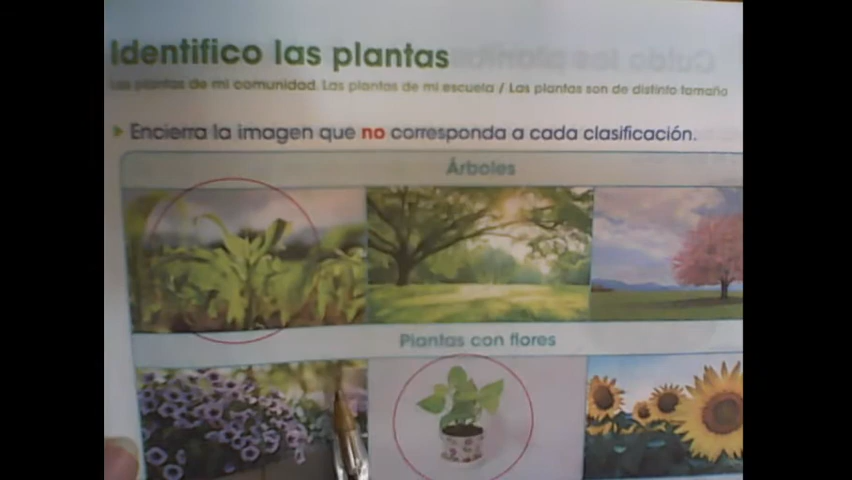 Identifico las plantas
Las plantas de mi comunidad. Las plantas de mi escuela / Las plantas son de distinto tamaño
Encierra la imagen que no corresponda a cada clasificación.
Árboles
Plantas con flores